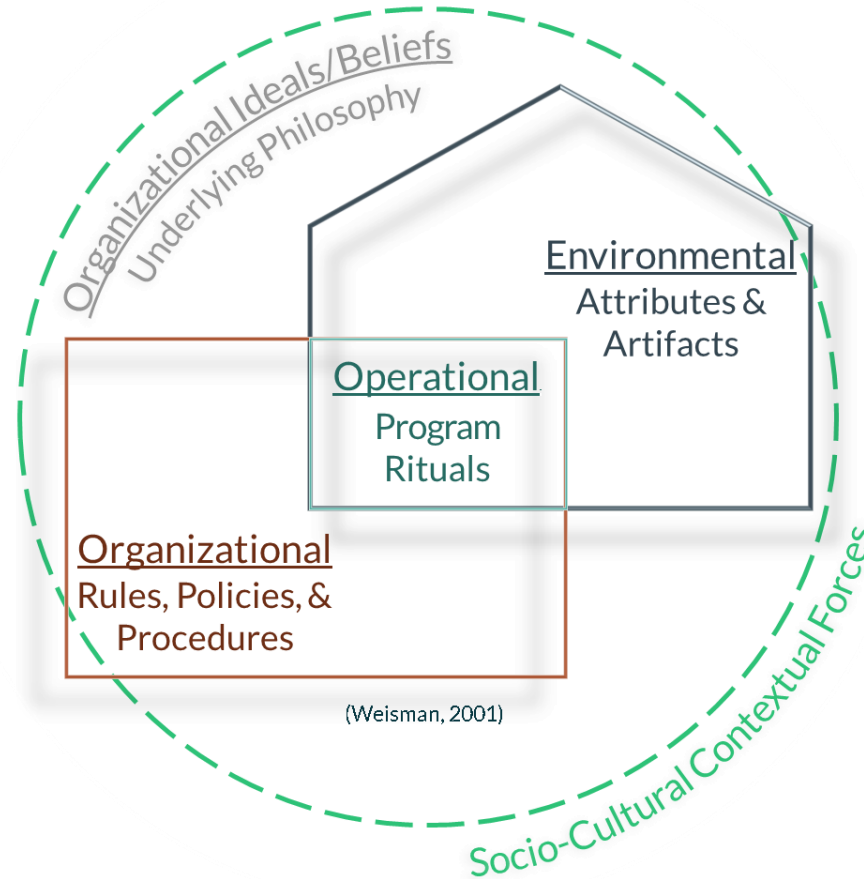 Organizational Ideals/Beliefs
Underlying Philosophy
Environmental
Attributes &
Artifacts
Operational
Program
Rituals
Organizational
Rules, Policies, &
Procedures
(Weisman, 2001)
Socio-Cultural Contextual Forces